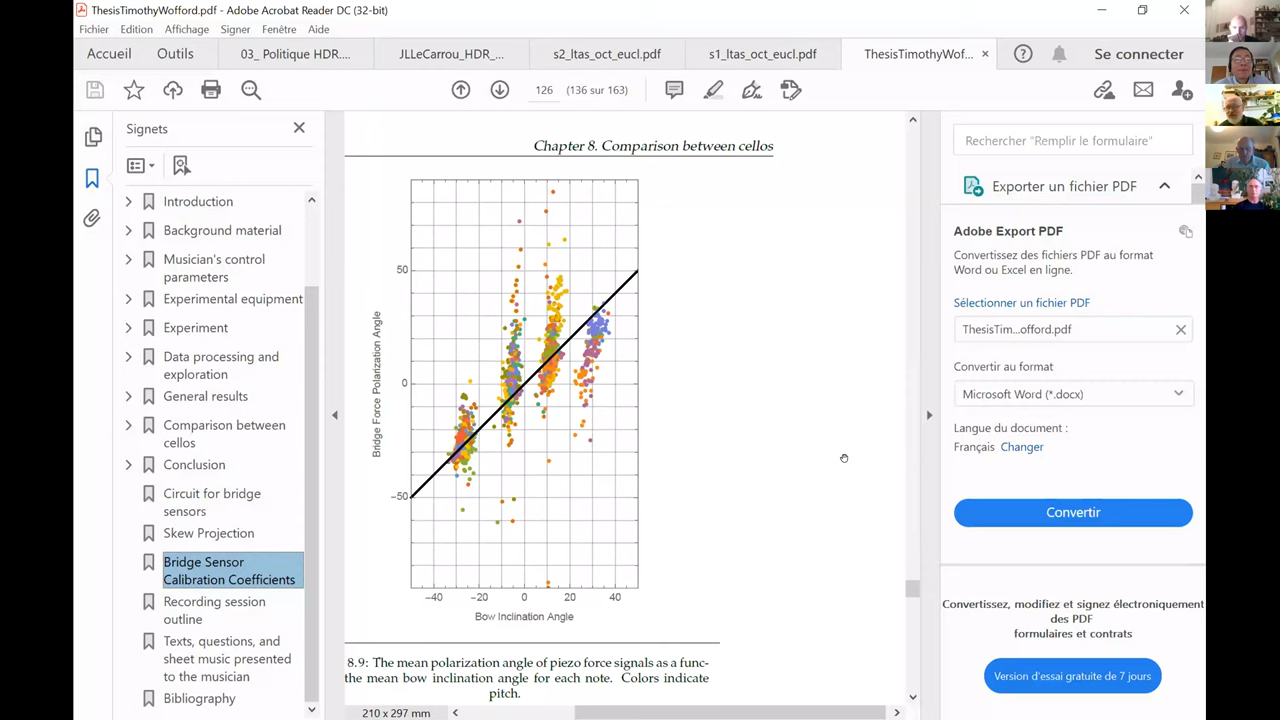 ThesisTimothyWofford.pdf - Adobe Acrobat Reader DC (32-bit)
Fichier Edition Affichage Signer Fenêtre Aide
Accueil Outils 03_ Politique HDR.... JLLeCarrou_HDR_... s2_ltas_oct_eucl.pdf s1_ltas_oct_eucl.pdf ThesisTimothyWof... Se connecter
126 (136 sur 163)
Signets
Introduction
Background material
Musician's control
parameters
Experimental equipment
Experiment
Data processing and
exploration
General results
Comparison between
cellos
Conclusion
Circuit for bridge
sensors
Skew Projection
Bridge Sensor
Calibration Coefficients
Recording session
outline
Texts, questions, and
sheet music presented
to the musician
Bibliography
Chapter 8. Comparison between cellos
Bridge Force Polarization Angle
50
0
−50
−40 −20 0 20 40
Bow Inclination Angle
8.9: The mean polarization angle of piezo force signals as a func-
the mean bow inclination angle for each note. Colors indicate
pitch.
210 x 297 mm
Rechercher "Remplir le formulaire"
Exporter un fichier PDF
Adobe Export PDF
Convertissez des fichiers PDF au format
Word ou Excel en ligne.
Sélectionner un fichier PDF
ThesisTim...offord.pdf
Convertir au format
Microsoft Word (*.docx)
Langue du document :
Français Changer
Convertir
Convertissez, modifiez et signez électroniquement
des PDF
formulaires et contrats
Version d'essai gratuite de 7 jours